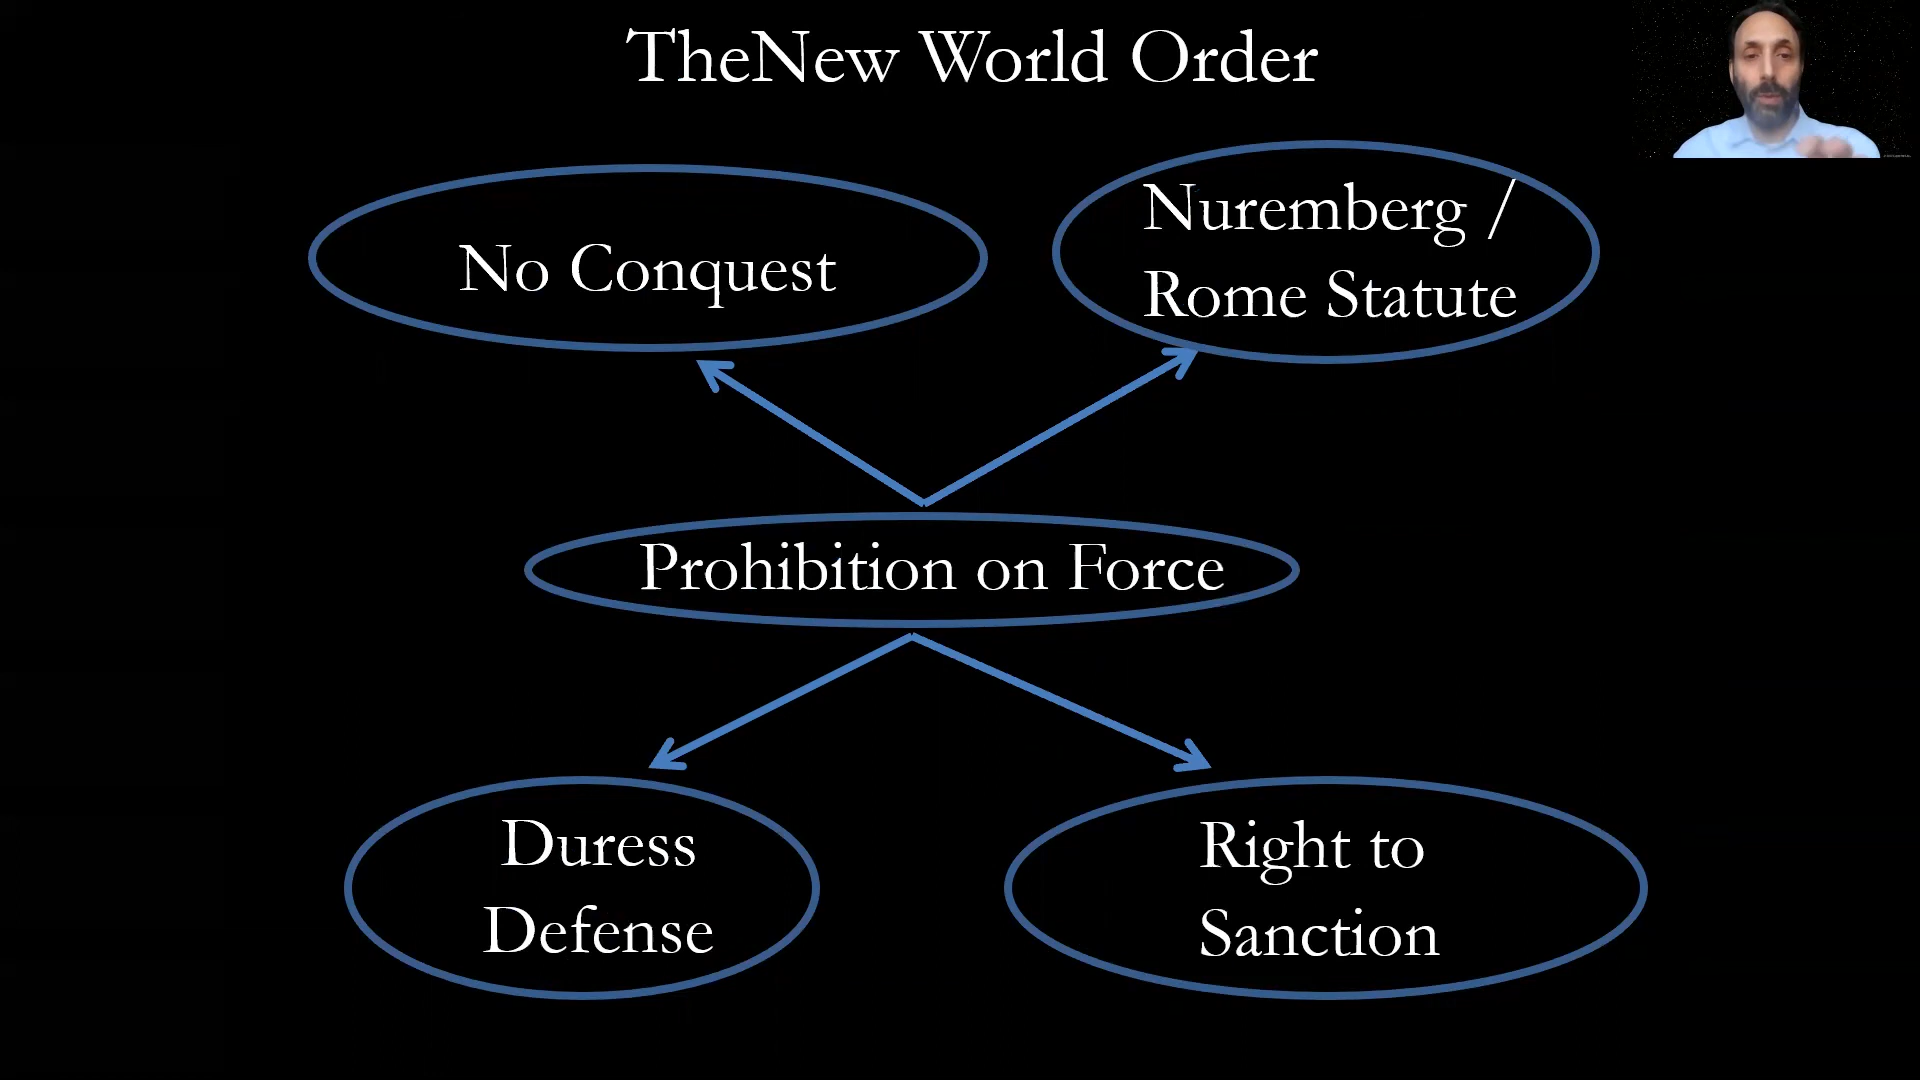 TheNew World Order
No Conquest
Nuremberg /
Rome Statute
Prohibition on Force
Duress
Defense
Right to
Sanction